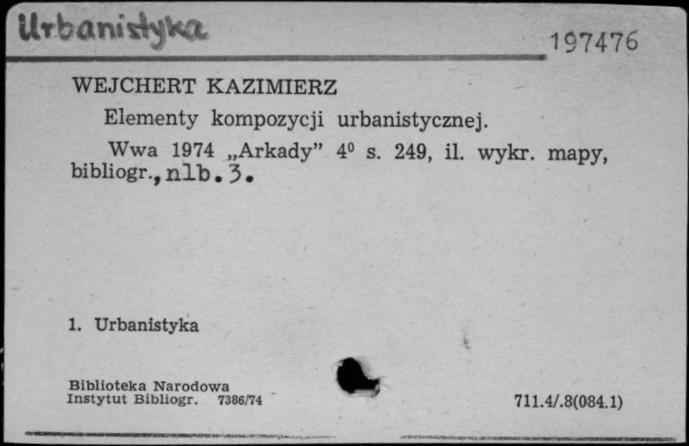 Urbanistyka
197476
WEJCHERT KAZIMIERZ
Elementy kompozycji urbanistycznej.
Wwa 1974 „Arkady” 4⁰ s. 249, il. wykr. mapy,
bibliogr., nlb. 3.
1. Urbanistyka
Biblioteka Narodowa
Instytut Bibliogr. 7386/74
711.4/.8(084.1)